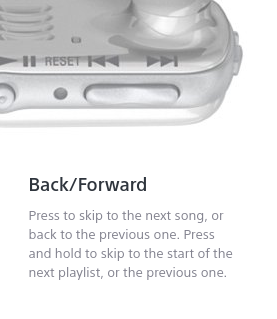 RESET
Back/Forward
Press to skip to the next song, or
back to the previous one. Press
and hold to skip to the start of the
next playlist, or the previous one.